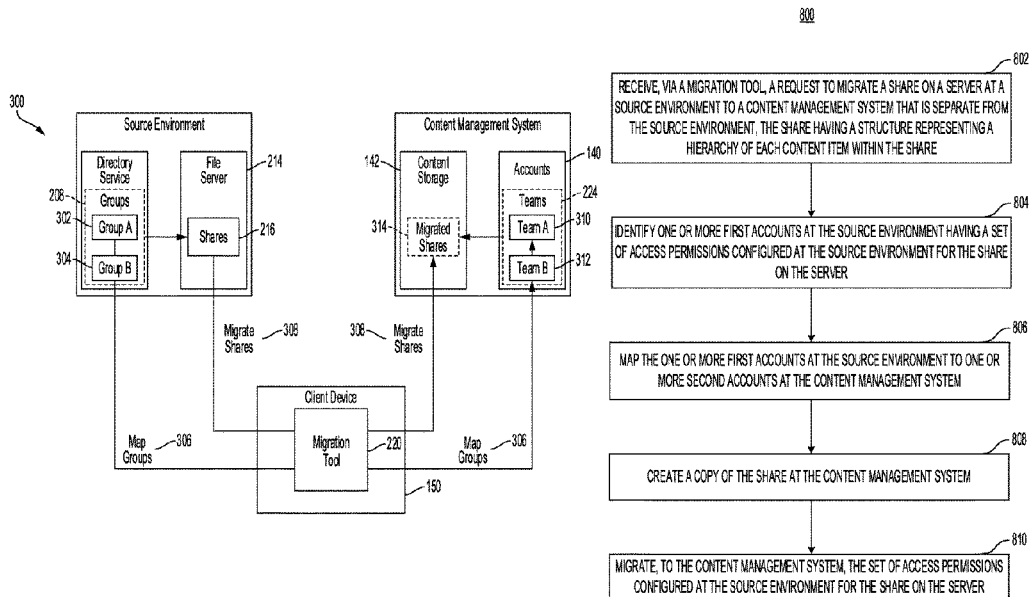 300
Source Environment
Directory
Service
208
Groups
302
Group A
304
Group B
File
Server
214
Shares
216
Content Management System
142
Content
Storage
314
Migrated
Shares
Accounts
140
Teams
224
Team A
310
Team B
312
Migrate
Shares
308
308
Migrate
Shares
Client Device
Migration
Tool
220
150
Map
Groups
306
Map
Groups
306
800
802
RECEIVE, VIA A MIGRATION TOOL, A REQUEST TO MIGRATE A SHARE ON A SERVER AT A
SOURCE ENVIRONMENT TO A CONTENT MANAGEMENT SYSTEM THAT IS SEPARATE FROM
THE SOURCE ENVIRONMENT, THE SHARE HAVING A STRUCTURE REPRESENTING A
HIERARCHY OF EACH CONTENT ITEM WITHIN THE SHARE
804
IDENTIFY ONE OR MORE FIRST ACCOUNTS AT THE SOURCE ENVIRONMENT HAVING A SET
OF ACCESS PERMISSIONS CONFIGURED AT THE SOURCE ENVIRONMENT FOR THE SHARE
ON THE SERVER
806
MAP THE ONE OR MORE FIRST ACCOUNTS AT THE SOURCE ENVIRONMENT TO ONE OR
MORE SECOND ACCOUNTS AT THE CONTENT MANAGEMENT SYSTEM
808
CREATE A COPY OF THE SHARE AT THE CONTENT MANAGEMENT SYSTEM
810
MIGRATE, TO THE CONTENT MANAGEMENT SYSTEM, THE SET OF ACCESS PERMISSIONS
CONFIGURED AT THE SOURCE ENVIRONMENT FOR THE SHARE ON THE SERVER